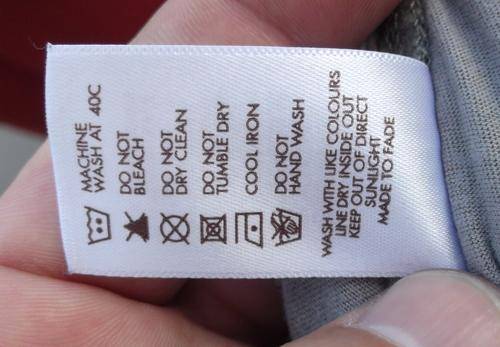 MACHINE
WASH AT 40C
DO NOT
BLEACH
DO NOT
DRY CLEAN
DO NOT
TUMBLE DRY
COOL IRON
DO NOT
HAND WASH
WASH WITH LIKE COLOURS
LINE DRY INSIDE OUT
KEEP OUT OF DIRECT
SUNLIGHT
MADE TO FADE